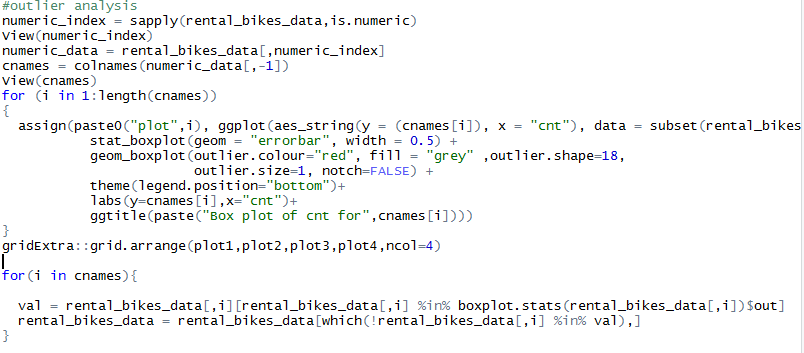 #outlier analysis
numeric_index = sapply(rental_bikes_data,is.numeric)
View(numeric_index)
numeric_data = rental_bikes_data[,numeric_index]
cnames = colnames(numeric_data[,-1])
View(cnames)
for (i in 1:length(cnames))
{
  assign(paste0("plot",i), ggplot(aes_string(y = (cnames[i]), x = "cnt"), data = subset(rental_bikes
           stat_boxplot(geom = "errorbar", width = 0.5) +
           geom_boxplot(outlier.colour="red", fill = "grey" ,outlier.shape=18,
                        outlier.size=1, notch=FALSE) +
           theme(legend.position="bottom")+
           labs(y=cnames[i],x="cnt")+
           ggtitle(paste("Box plot of cnt for",cnames[i])))
}
gridExtra::grid.arrange(plot1,plot2,plot3,plot4,ncol=4)
for(i in cnames){
  val = rental_bikes_data[,i][rental_bikes_data[,i] %in% boxplot.stats(rental_bikes_data[,i])$out]
  rental_bikes_data = rental_bikes_data[which(!rental_bikes_data[,i] %in% val),]
}